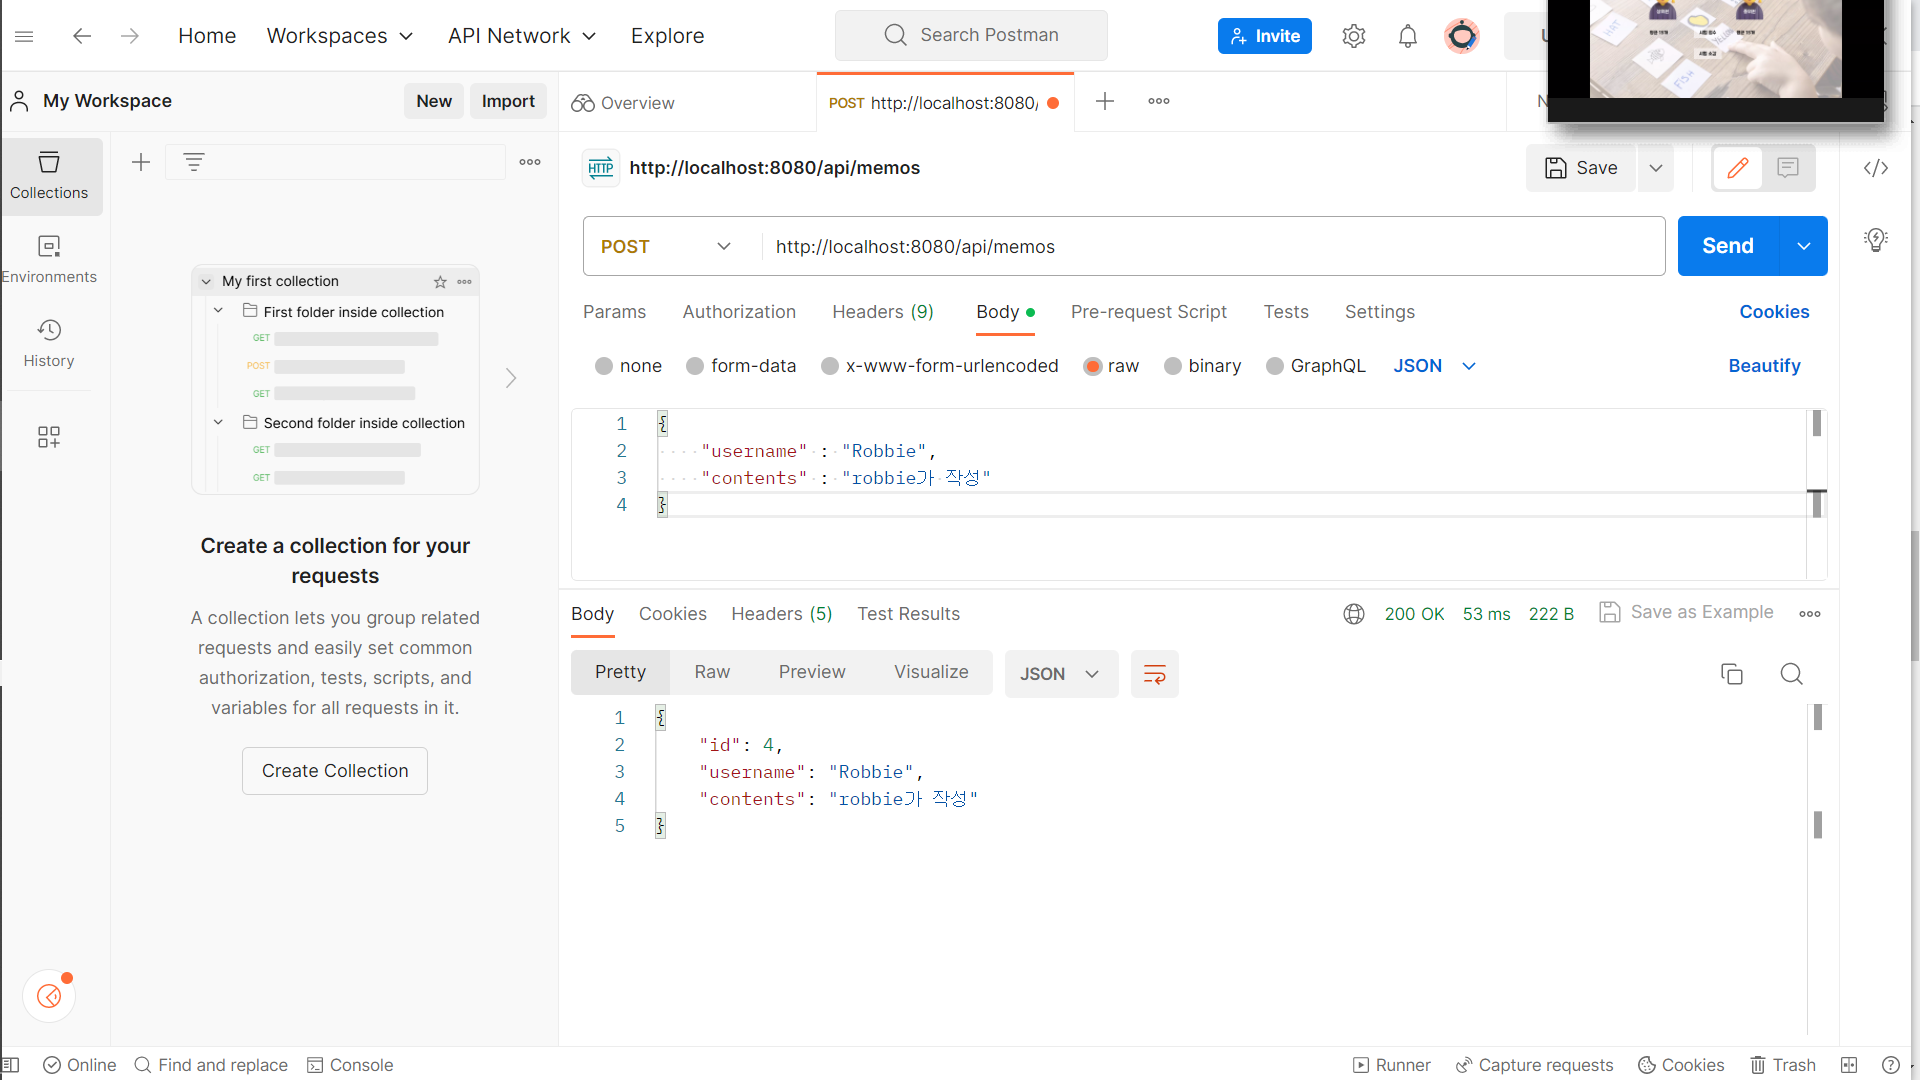 Home
Workspaces
API Network
Explore
Search Postman
Invite
My Workspace
New
Import
Overview
POST http://localhost:8080/
Collections
Environments
History
HTTP http://localhost:8080/api/memos
Save
POST
http://localhost:8080/api/memos
Send
Params
Authorization
Headers (9)
Body
Pre-request Script
Tests
Settings
Cookies
none
form-data
x-www-form-urlencoded
raw
binary
GraphQL
JSON
Beautify
1 {
2 "username" : "Robbie",
3 "contents" : "robbie가 작성"
4 }
My first collection
First folder inside collection
GET
POST
GET
Second folder inside collection
GET
GET
Create a collection for your
requests
A collection lets you group related
requests and easily set common
authorization, tests, scripts, and
variables for all requests in it.
Create Collection
Body
Cookies
Headers (5)
Test Results
200 OK
53 ms
222 B
Save as Example
Pretty
Raw
Preview
Visualize
JSON
1 {
2 "id": 4,
3 "username": "Robbie",
4 "contents": "robbie가 작성"
5 }
Online
Find and replace
Console
Runner
Capture requests
Cookies
Trash